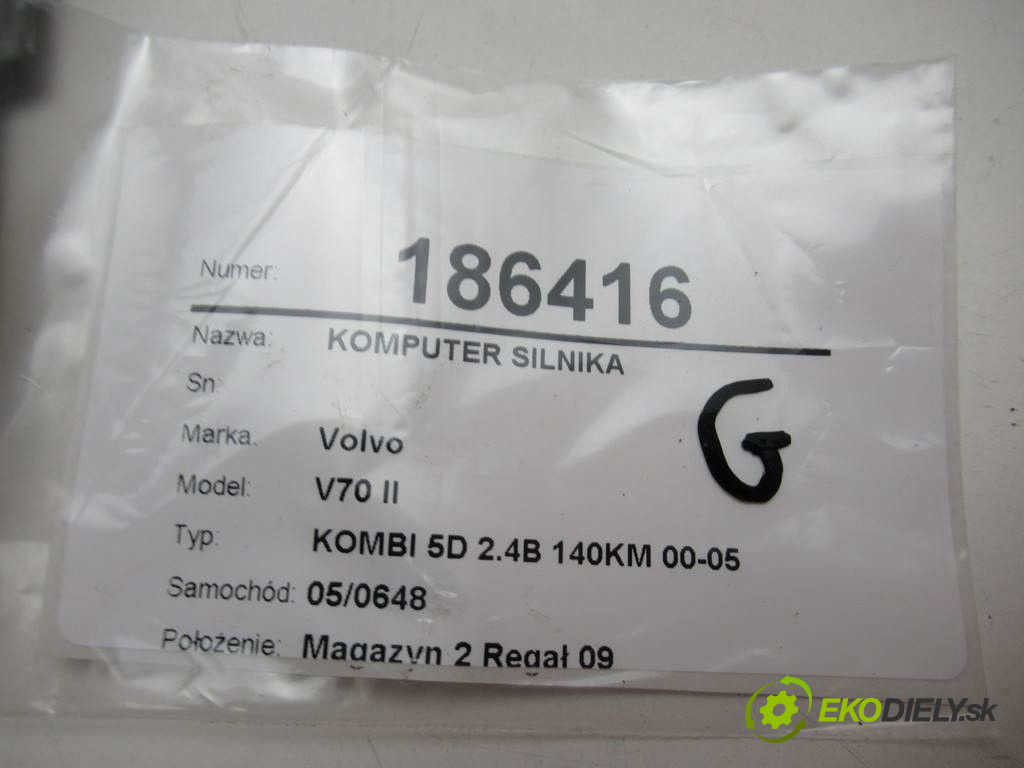 Numer: 186416
Nazwa: KOMPUTER SILNIKA
Sn:
Marka: Volvo
Model: V70 II
Typ: KOMBI 5D 2.4B 140KM 00-05
Samochód: 05/0648
Położenie: Magazyn 2 Regał 09
G
EKODIELY.sk